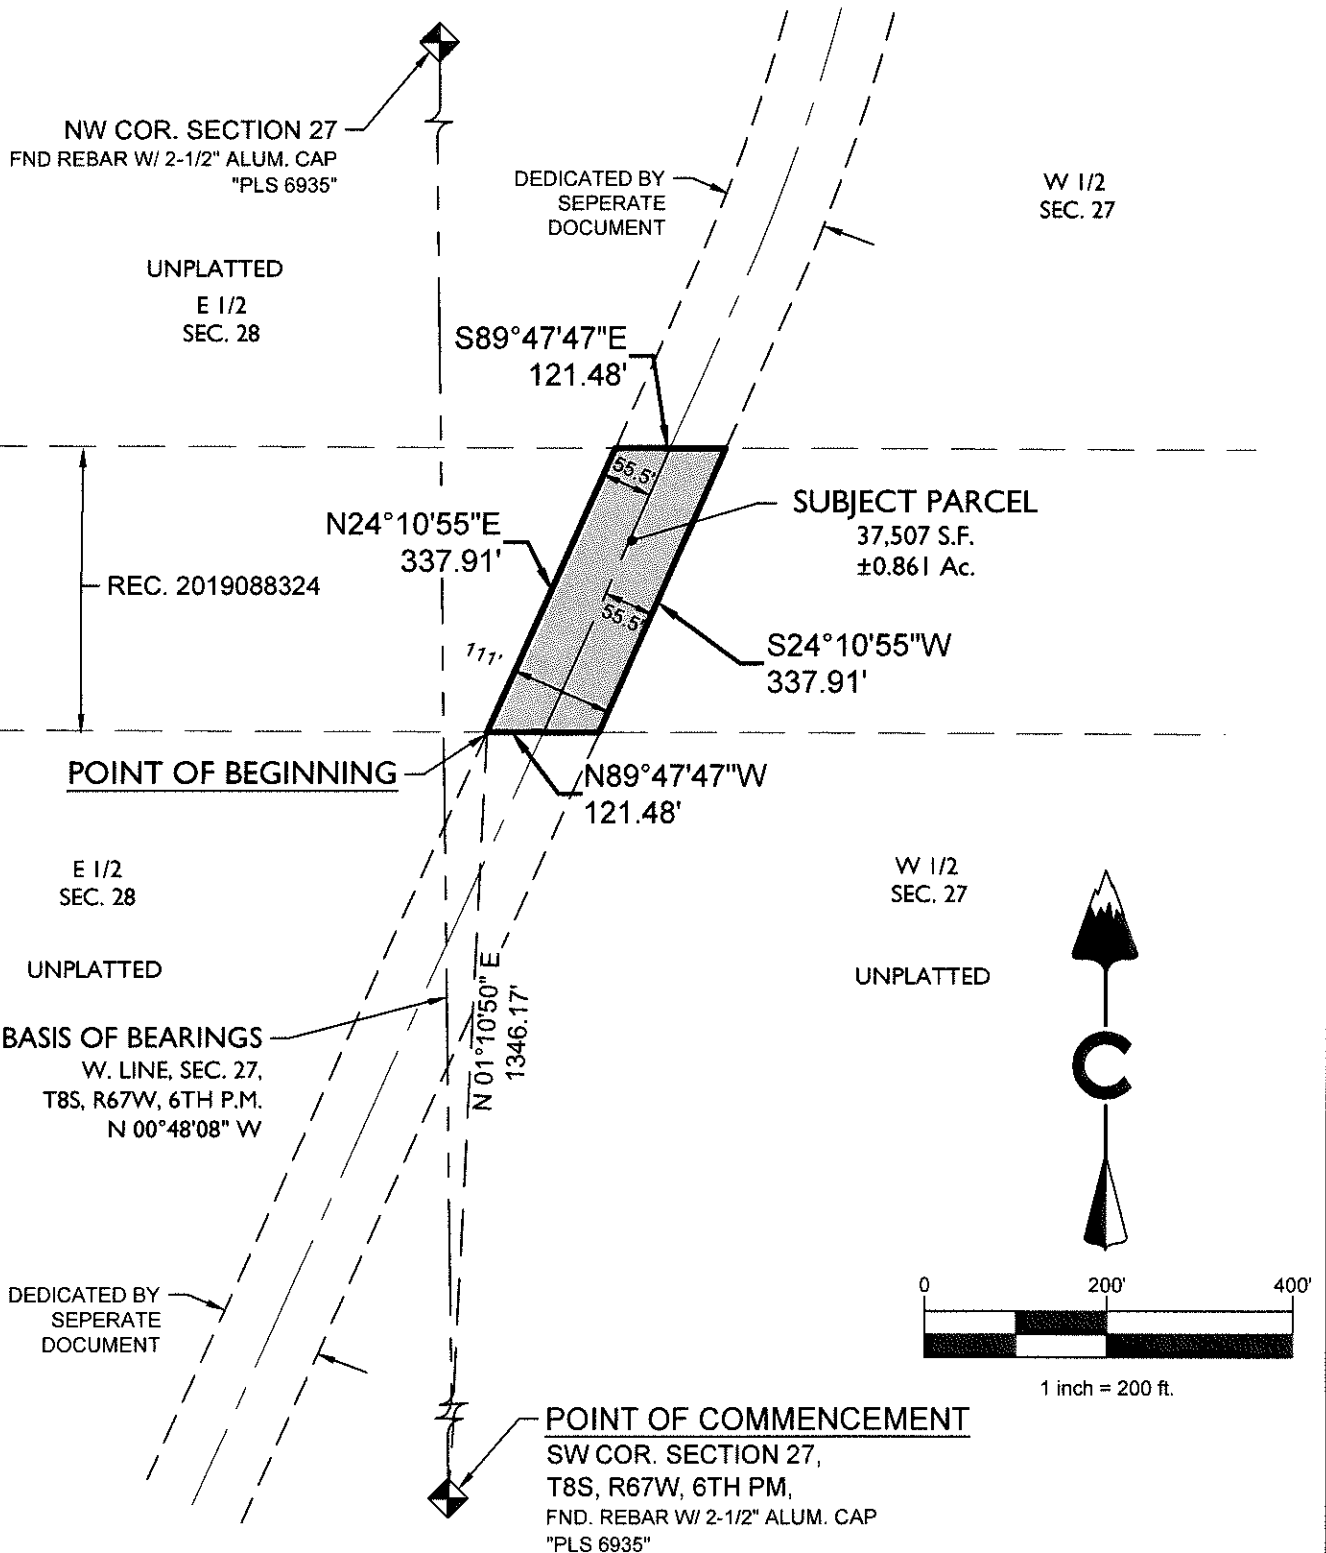 NW COR. SECTION 27
FND REBAR W/ 2-1/2" ALUM. CAP
"PLS 6935"
DEDICATED BY
SEPERATE
DOCUMENT
W 1/2
SEC. 27
UNPLATTED
E 1/2
SEC. 28
S89°47'47"E
121.48'
55.5'
SUBJECT PARCEL
37,507 S.F.
±0.861 Ac.
N24°10'55"E
337.91'
REC. 2019088324
55.5'
S24°10'55"W
337.91'
111'
POINT OF BEGINNING
N89°47'47"W
121.48'
E 1/2
SEC. 28
UNPLATTED
W 1/2
SEC. 27
UNPLATTED
BASIS OF BEARINGS
W. LINE, SEC. 27,
T8S, R67W, 6TH P.M.
N 00°48'08" W
N 01°10'50" E
1346.17'
C
DEDICATED BY
SEPERATE
DOCUMENT
0 200' 400'
1 inch = 200 ft.
POINT OF COMMENCEMENT
SW COR. SECTION 27,
T8S, R67W, 6TH PM,
FND. REBAR W/ 2-1/2" ALUM. CAP
"PLS 6935"